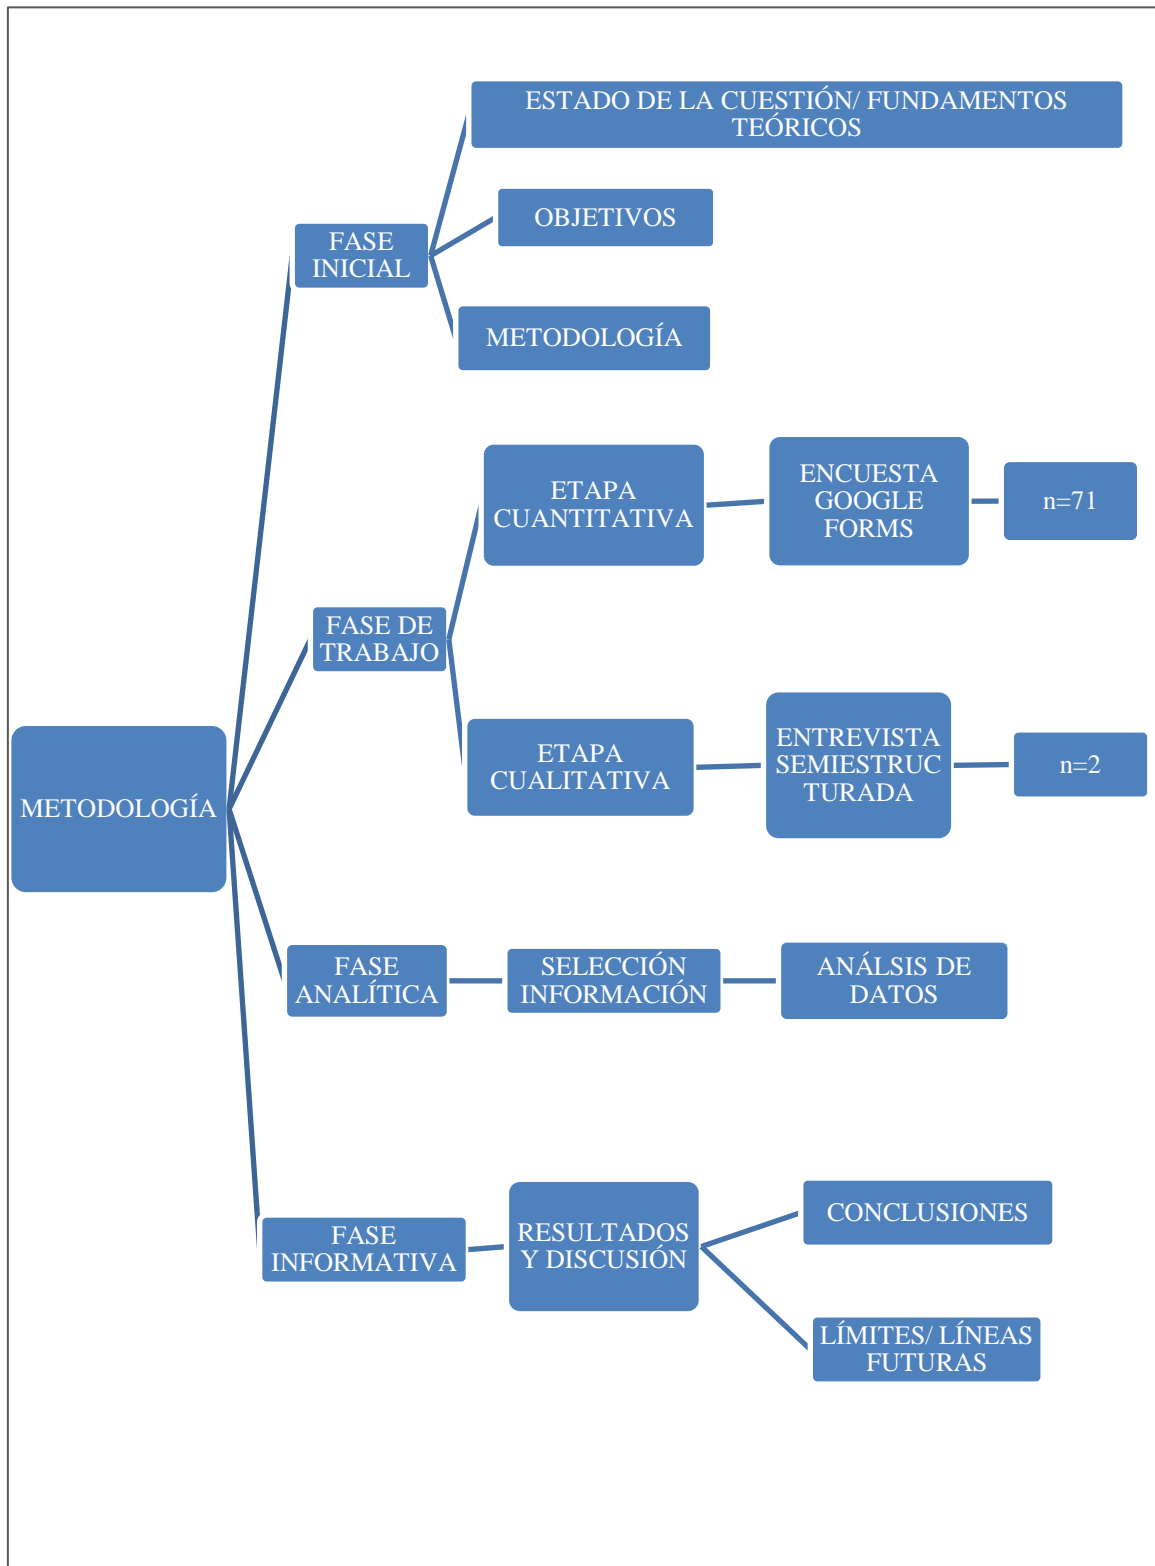 METODOLOGÍA
FASE
INICIAL
ESTADO DE LA CUESTIÓN/ FUNDAMENTOS
TEÓRICOS
OBJETIVOS
METODOLOGÍA
FASE DE
TRABAJO
ETAPA
CUANTITATIVA
ENCUESTA
GOOGLE
FORMS
n=71
ETAPA
CUALITATIVA
ENTREVISTA
SEMIESTRUC
TURADA
n=2
FASE
ANALÍTICA
SELECCIÓN
INFORMACIÓN
ANÁLSIS DE
DATOS
FASE
INFORMATIVA
RESULTADOS
Y DISCUSIÓN
CONCLUSIONES
LÍMITES/ LÍNEAS
FUTURAS